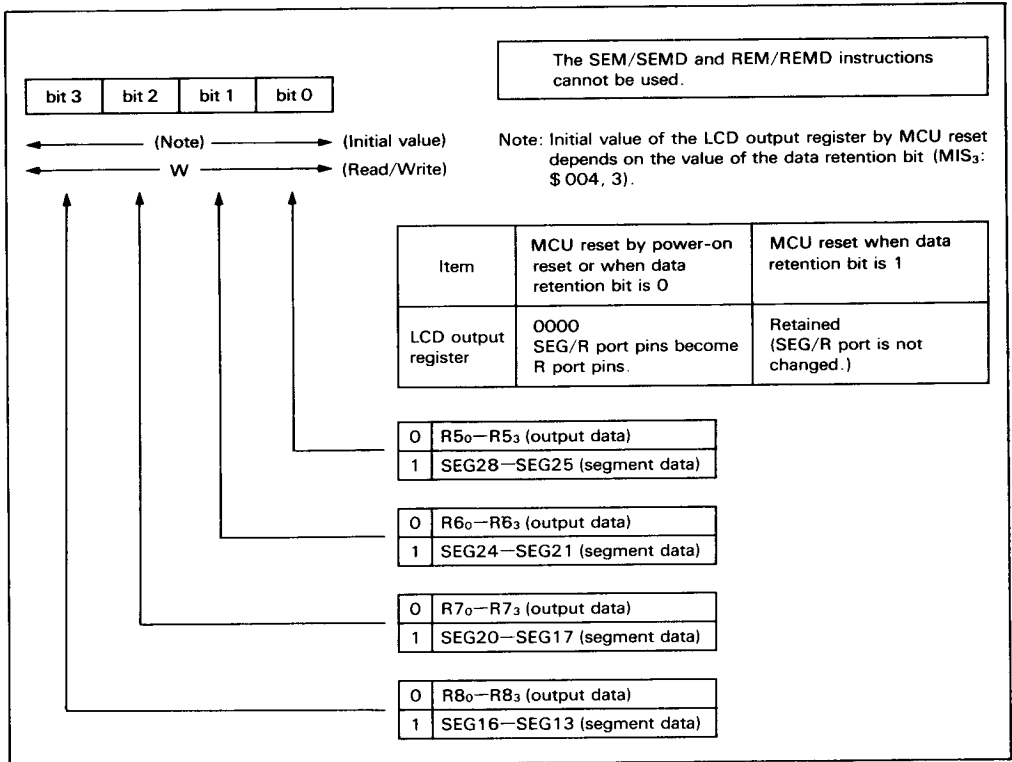 The SEM/SEMD and REM/REMD instructions
cannot be used.
bit 3 bit 2 bit 1 bit 0
(Note) (Initial value)
W (Read/Write)
Note: Initial value of the LCD output register by MCU reset
depends on the value of the data retention bit (MIS₃:
$004, 3).
Item
MCU reset by power-on
reset or when data
retention bit is 0
MCU reset when data
retention bit is 1
LCD output
register
0000
SEG/R port pins become
R port pins.
Retained
(SEG/R port is not
changed.)
0 R5₀—R5₃ (output data)
1 SEG28—SEG25 (segment data)
0 R6₀—R6₃ (output data)
1 SEG24—SEG21 (segment data)
0 R7₀—R7₃ (output data)
1 SEG20—SEG17 (segment data)
0 R8₀—R8₃ (output data)
1 SEG16—SEG13 (segment data)